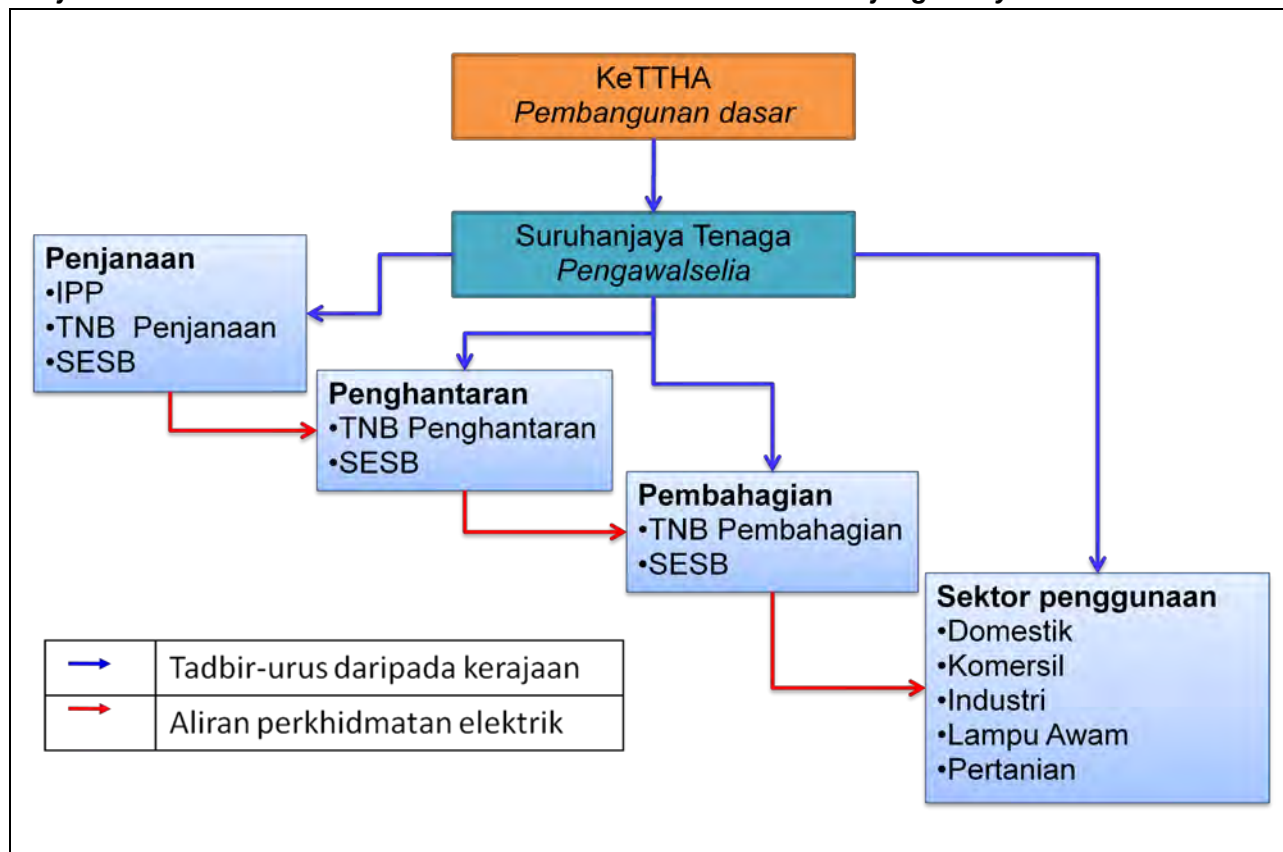 KeTTHA
Pembangunan dasar
Suruhanjaya Tenaga
Pengawalselia
Penjanaan
•IPP
•TNB Penjanaan
•SESB
Penghantaran
•TNB Penghantaran
•SESB
Pembahagian
•TNB Pembahagian
•SESB
Sektor penggunaan
•Domestik
•Komersil
•Industri
•Lampu Awam
•Pertanian
Tadbir-urus daripada kerajaan
Aliran perkhidmatan elektrik